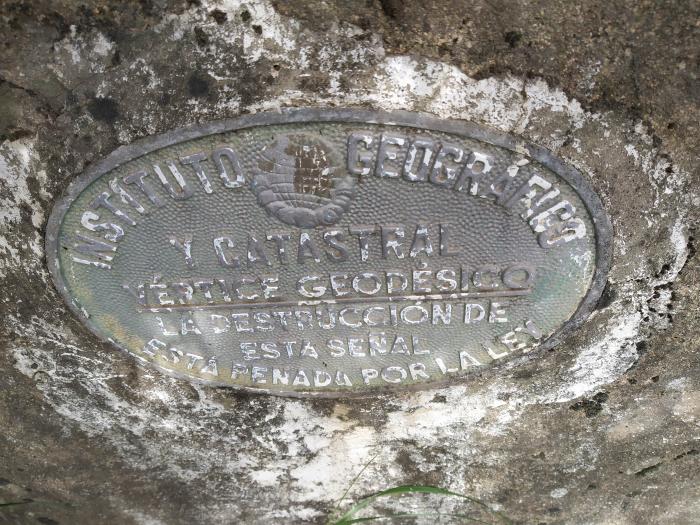 INSTITUTO GEOGRÁFICO
Y CATASTRAL
VÉRTICE GEODÉSICO
LA DESTRUCCIÓN DE
ESTA SEÑAL
ESTÁ PENADA POR LA LEY